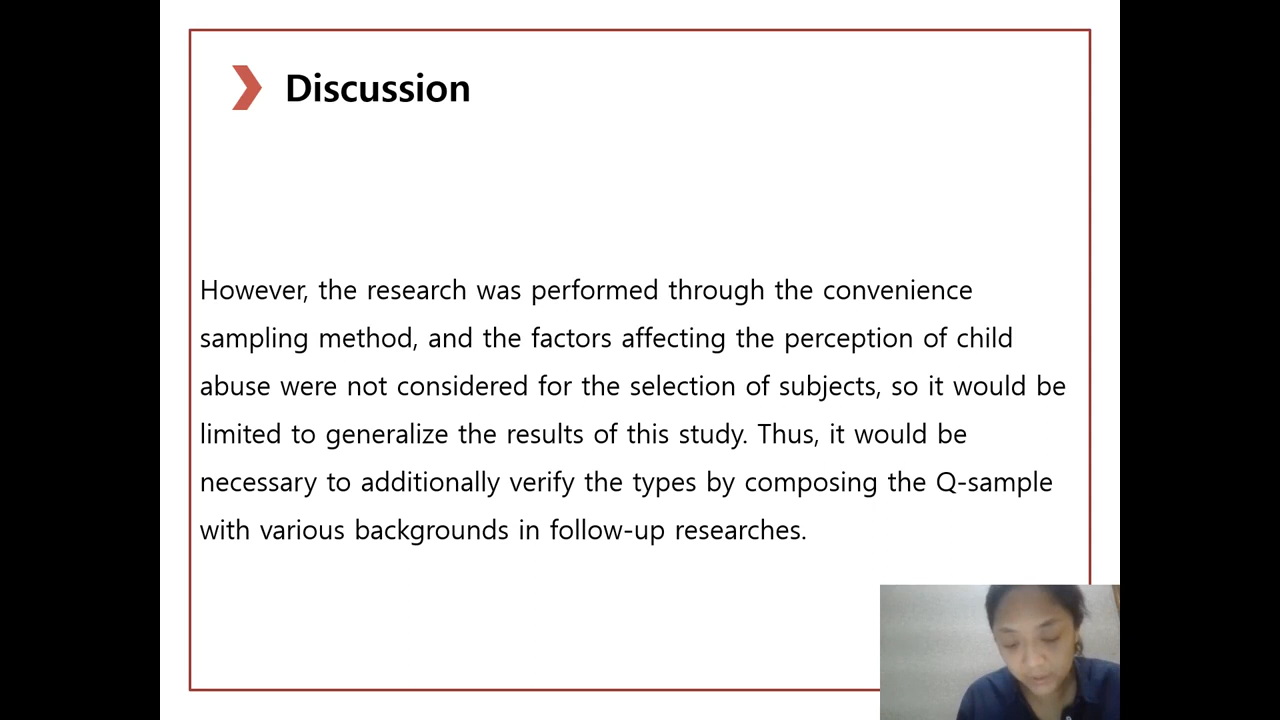 Discussion
However, the research was performed through the convenience
sampling method, and the factors affecting the perception of child
abuse were not considered for the selection of subjects, so it would be
limited to generalize the results of this study. Thus, it would be
necessary to additionally verify the types by composing the Q-sample
with various backgrounds in follow-up researches.